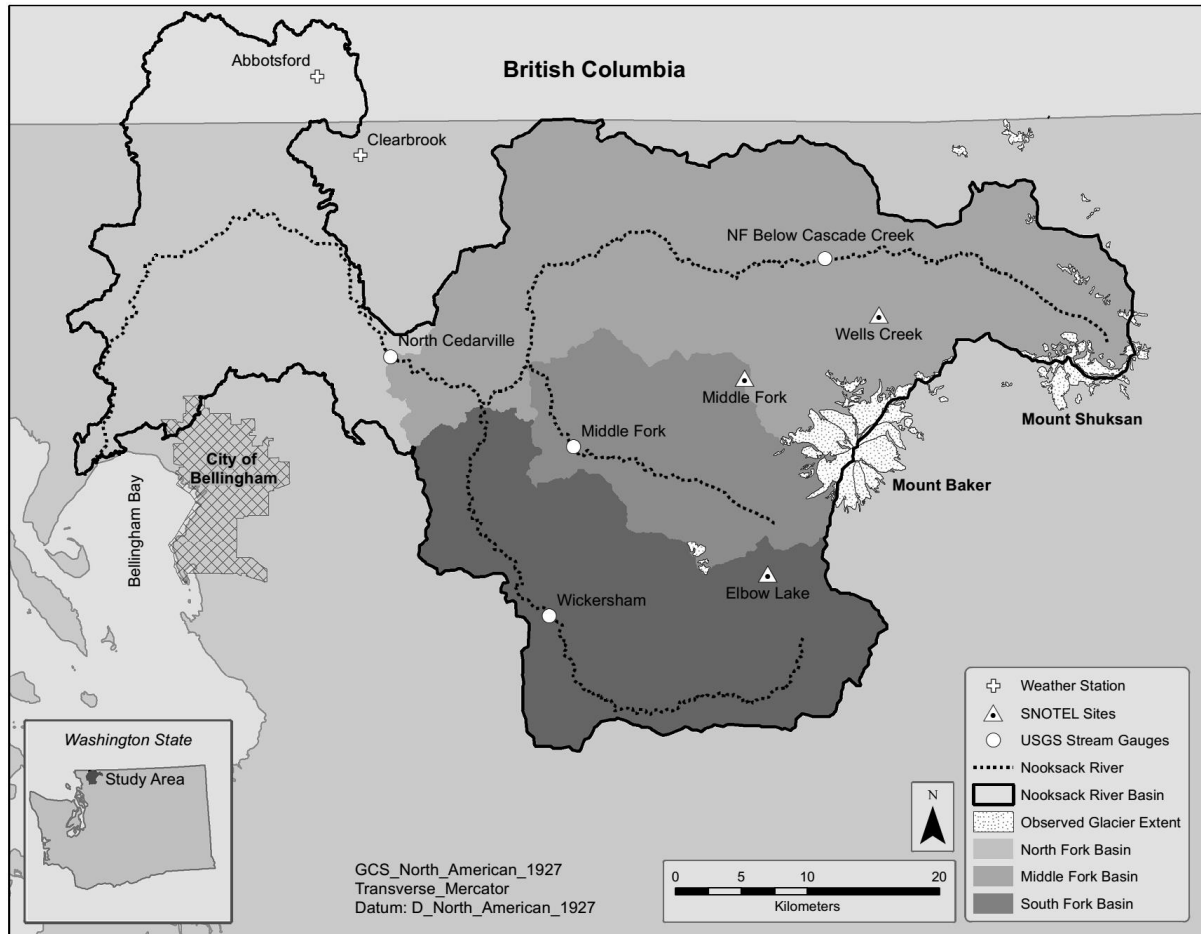 British Columbia
Abbotsford
Clearbrook
NF Below Cascade Creek
Wells Creek
North Cedarville
Middle Fork
Mount Shuksan
Middle Fork
City of
Bellingham
Mount Baker
Bellingham Bay
Elbow Lake
Wickersham
Washington State
Study Area
GCS_North_American_1927
Transverse_Mercator
Datum: D_North_American_1927
N
0 5 10 20
Kilometers
Weather Station
SNOTEL Sites
USGS Stream Gauges
Nooksack River
Nooksack River Basin
Observed Glacier Extent
North Fork Basin
Middle Fork Basin
South Fork Basin